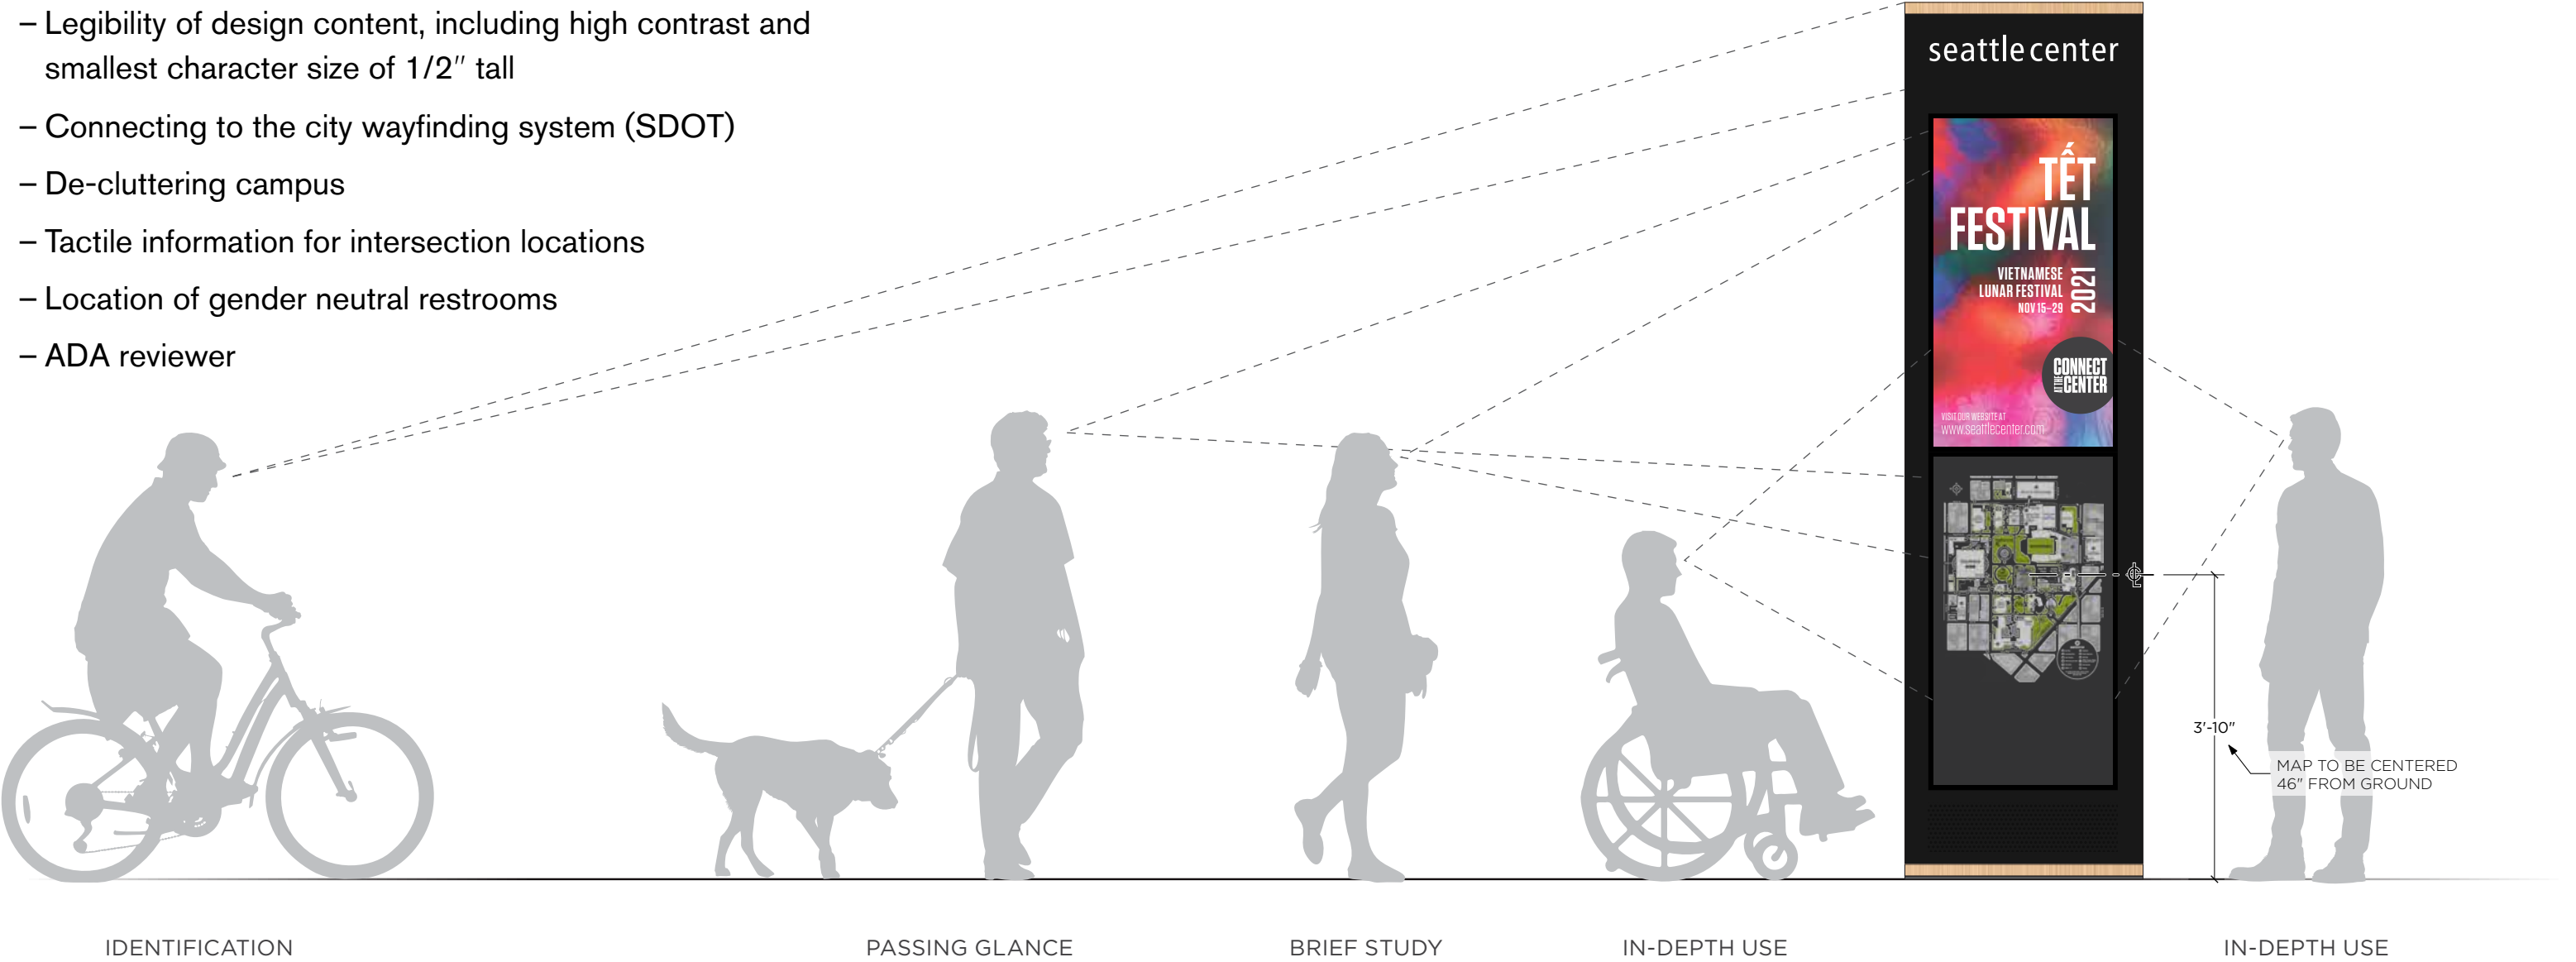 – Legibility of design content, including high contrast and
smallest character size of 1/2″ tall
– Connecting to the city wayfinding system (SDOT)
– De-cluttering campus
– Tactile information for intersection locations
– Location of gender neutral restrooms
– ADA reviewer
seattlecenter
TẾT
FESTIVAL
VIETNAMESE
LUNAR FESTIVAL
NOV 15–29
2021
CONNECT
AT THE CENTER
VISIT OUR WEBSITE AT
www.seattlecenter.com
3'-10"
MAP TO BE CENTERED
46" FROM GROUND
IDENTIFICATION
PASSING GLANCE
BRIEF STUDY
IN-DEPTH USE
IN-DEPTH USE